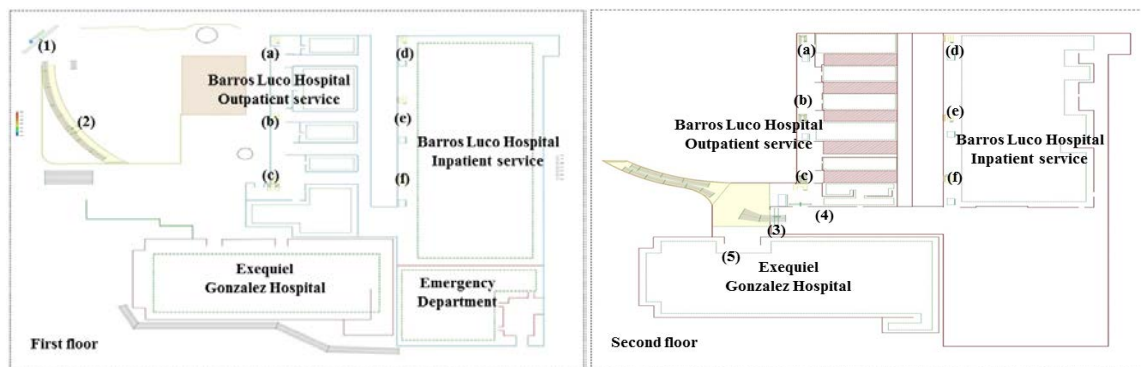 (1)
(a)
(d)
Barros Luco Hospital
Outpatient service
(2)
(b)
(e)
Barros Luco Hospital
Inpatient service
(c)
(f)
Exequiel
Gonzalez Hospital
Emergency
Department
First floor
(a)
(d)
(b)
(e)
Barros Luco Hospital
Outpatient service
Barros Luco Hospital
Inpatient service
(c)
(f)
(4)
(3)
(5)
Exequiel
Gonzalez Hospital
Second floor